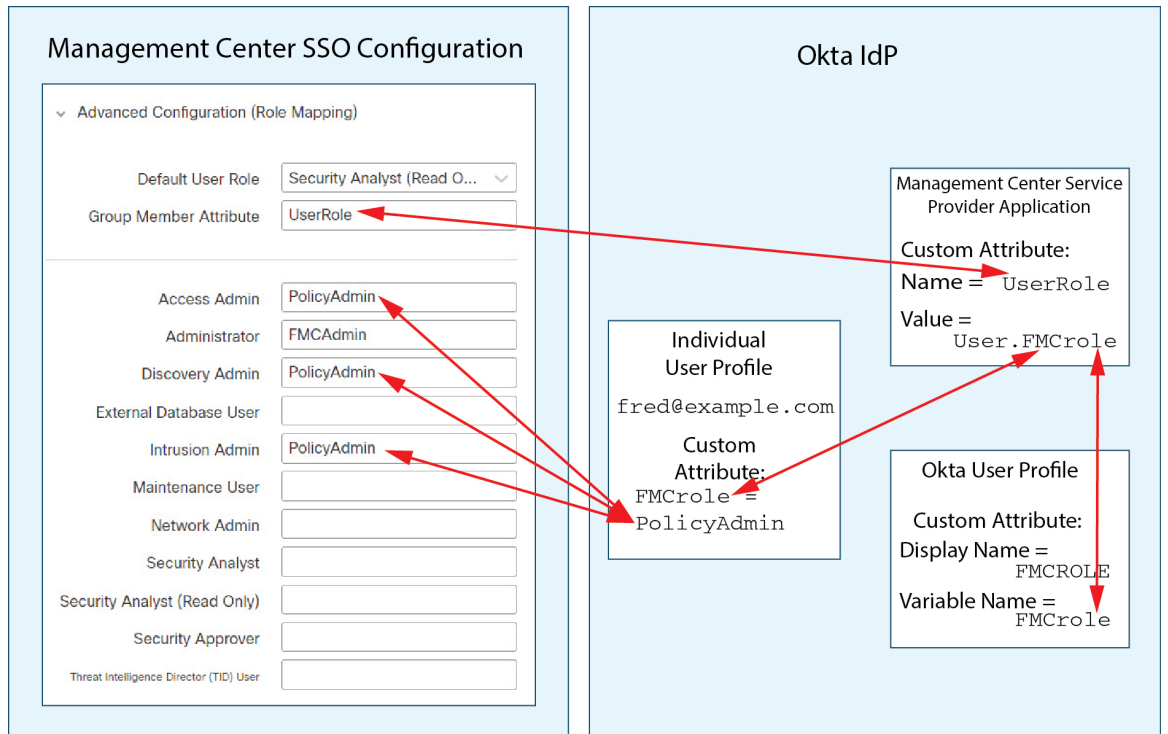 Management Center SSO Configuration
Advanced Configuration (Role Mapping)
Default User Role
Security Analyst (Read O...
Group Member Attribute
UserRole
Access Admin
PolicyAdmin
Administrator
FMCAdmin
Discovery Admin
PolicyAdmin
External Database User
Intrusion Admin
PolicyAdmin
Maintenance User
Network Admin
Security Analyst
Security Analyst (Read Only)
Security Approver
Threat Intelligence Director (TID) User
Okta IdP
Individual
User Profile
fred@example.com
Custom
Attribute:
FMCrole =
PolicyAdmin
Management Center Service
Provider Application
Custom Attribute:
Name = UserRole
Value =
User.FMCrole
Okta User Profile
Custom Attribute:
Display Name =
FMCROLE
Variable Name =
FMCrole